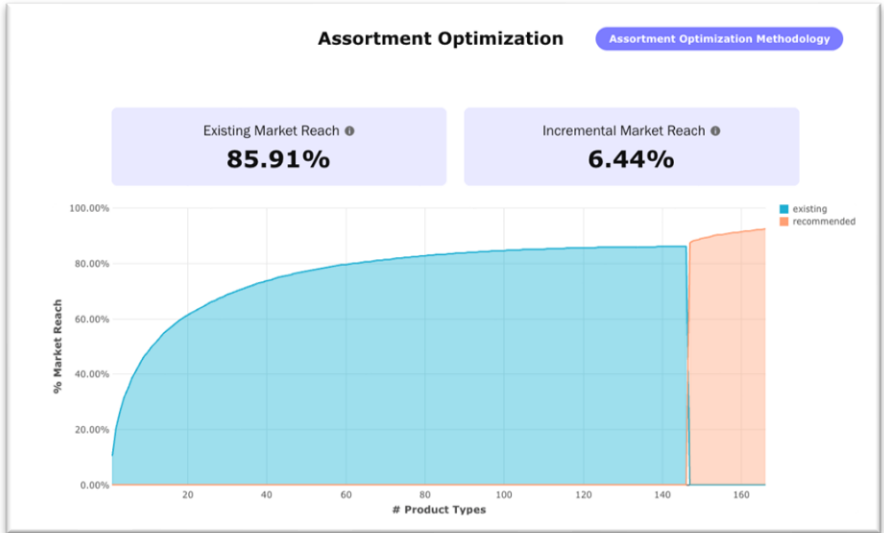 Assortment Optimization
Assortment Optimization Methodology
Existing Market Reach
85.91%
Incremental Market Reach
6.44%
100.00%
80.00%
60.00%
40.00%
20.00%
0.00%
% Market Reach
20 40 60 80 100 120 140 160
# Product Types
existing
recommended